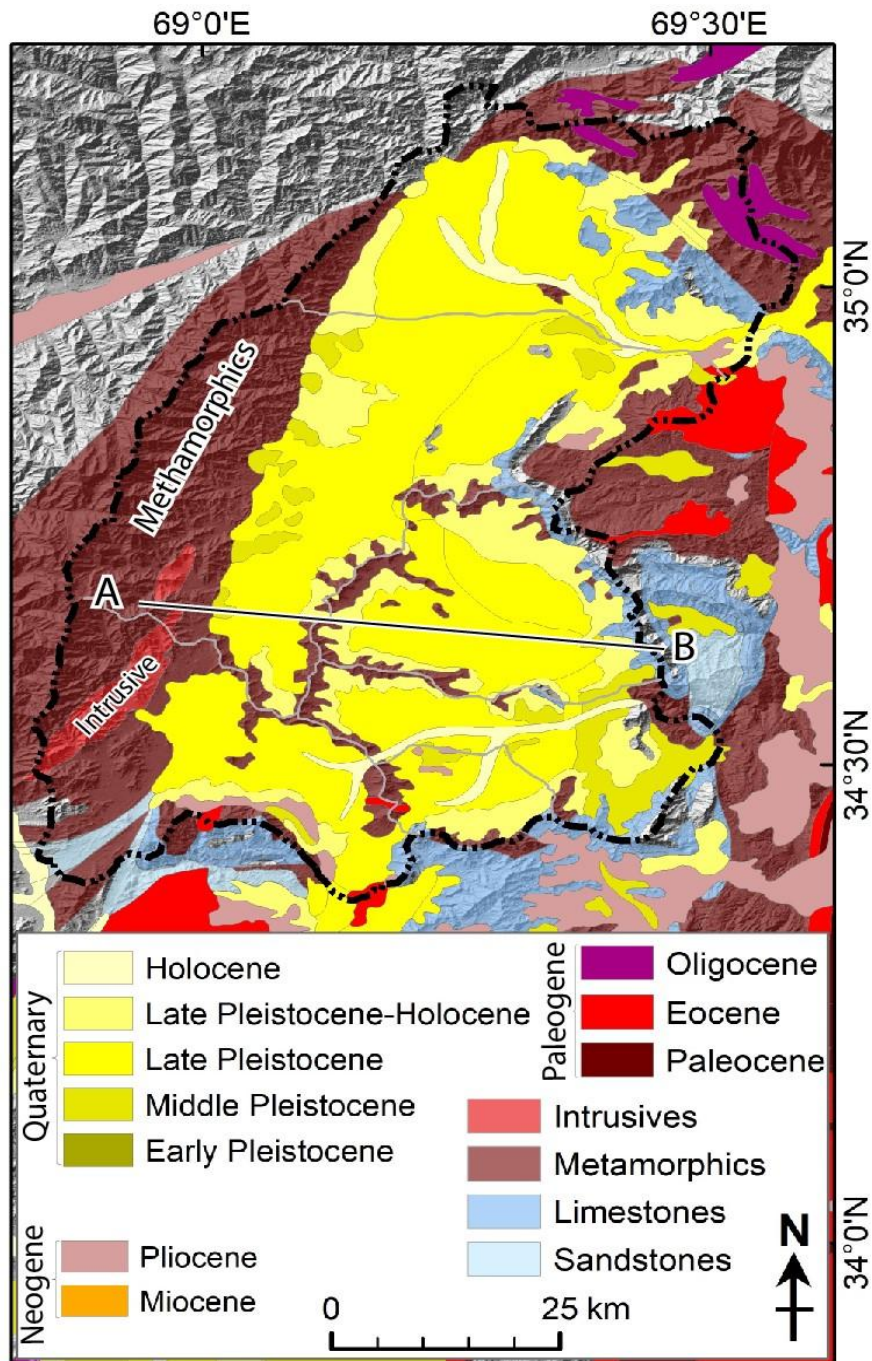 69°0'E
69°30'E
35°0'N
Methamorphics
A
B
Intrusive
34°30'N
Quaternary
Holocene
Late Pleistocene-Holocene
Late Pleistocene
Middle Pleistocene
Early Pleistocene
Neogene
Pliocene
Miocene
Paleogene
Oligocene
Eocene
Paleocene
Intrusives
Metamorphics
Limestones
Sandstones
N
34°0'N
0
25 km